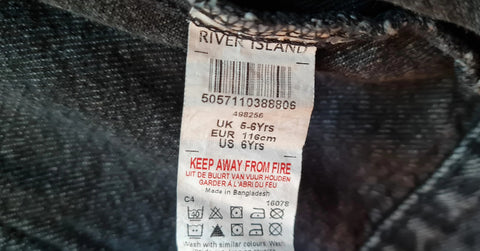 RIVER ISLAND
5057110388806
498256
UK 5-6Yrs
EUR 116cm
US 6Yrs
KEEP AWAY FROM FIRE
UIT DE BUURT VAN VUUR HOUDEN
GARDER À L'ABRI DU FEU
Made in Bangladesh
C4 16078
Wash with similar colours. Wash